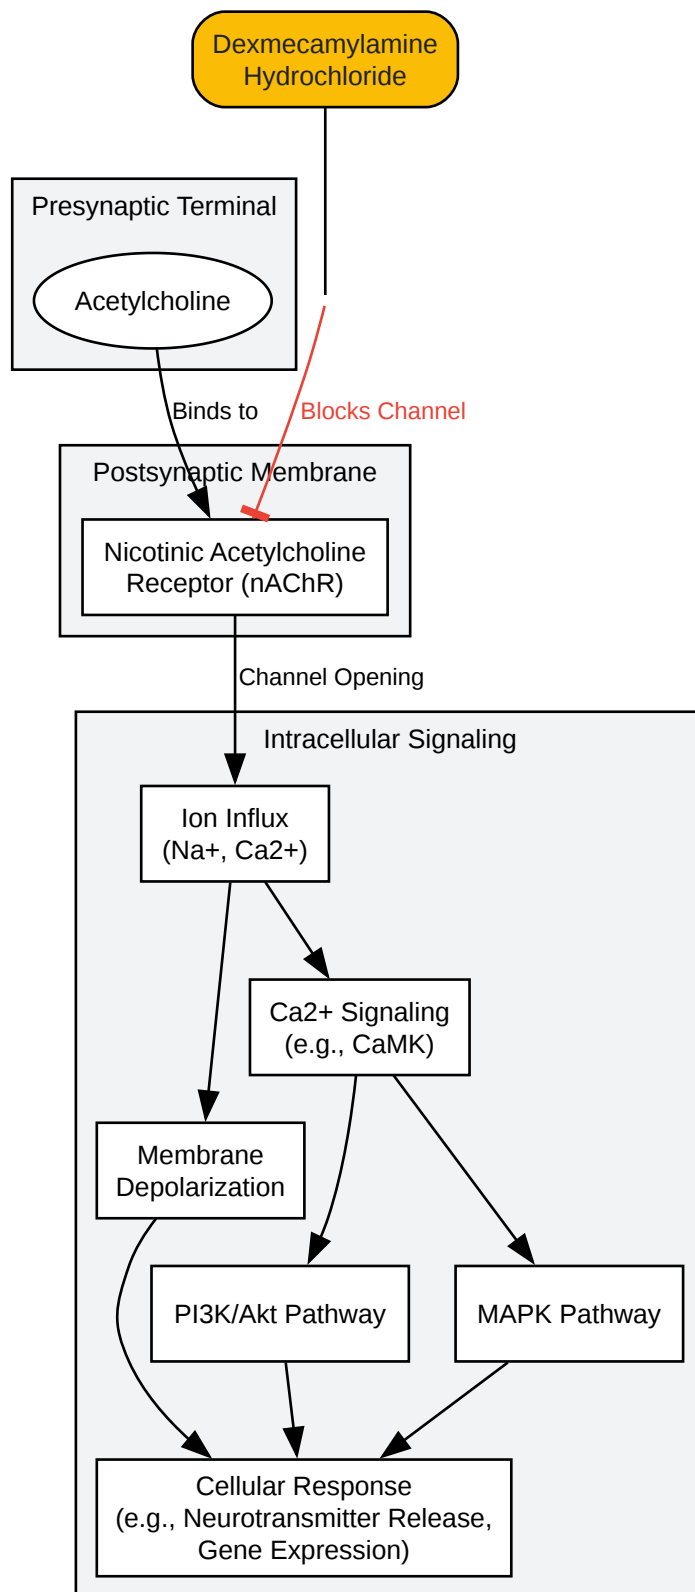 Dexmecamylamine
Hydrochloride
Presynaptic Terminal
Acetylcholine
Binds to
Blocks Channel
Postsynaptic Membrane
Nicotinic Acetylcholine
Receptor (nAChR)
Channel Opening
Intracellular Signaling
Ion Influx
(Na+, Ca2+)
Ca2+ Signaling
(e.g., CaMK)
Membrane
Depolarization
PI3K/Akt Pathway
MAPK Pathway
Cellular Response
(e.g., Neurotransmitter Release,
Gene Expression)